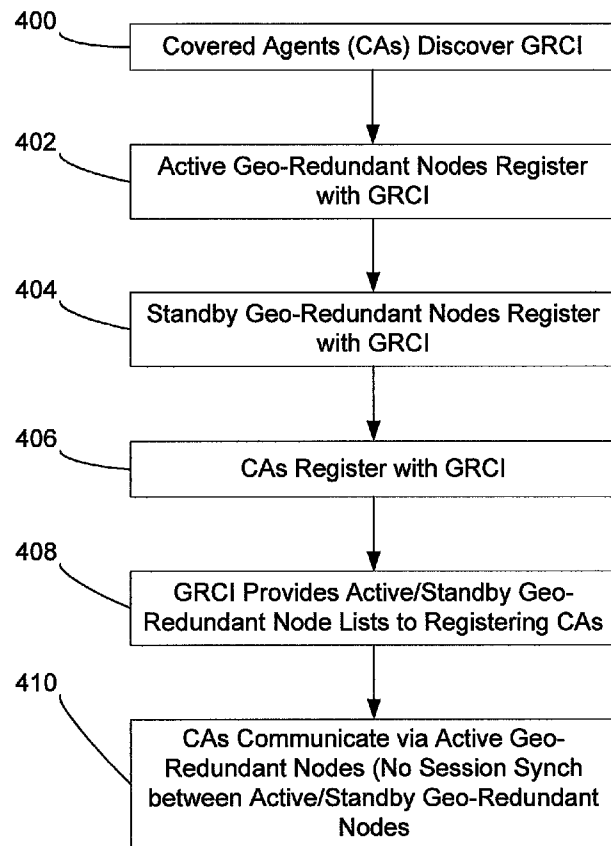 400
Covered Agents (CAs) Discover GRCI
402
Active Geo-Redundant Nodes Register
with GRCI
404
Standby Geo-Redundant Nodes Register
with GRCI
406
CAs Register with GRCI
408
GRCI Provides Active/Standby Geo-
Redundant Node Lists to Registering CAs
410
CAs Communicate via Active Geo-
Redundant Nodes (No Session Synch
between Active/Standby Geo-Redundant
Nodes